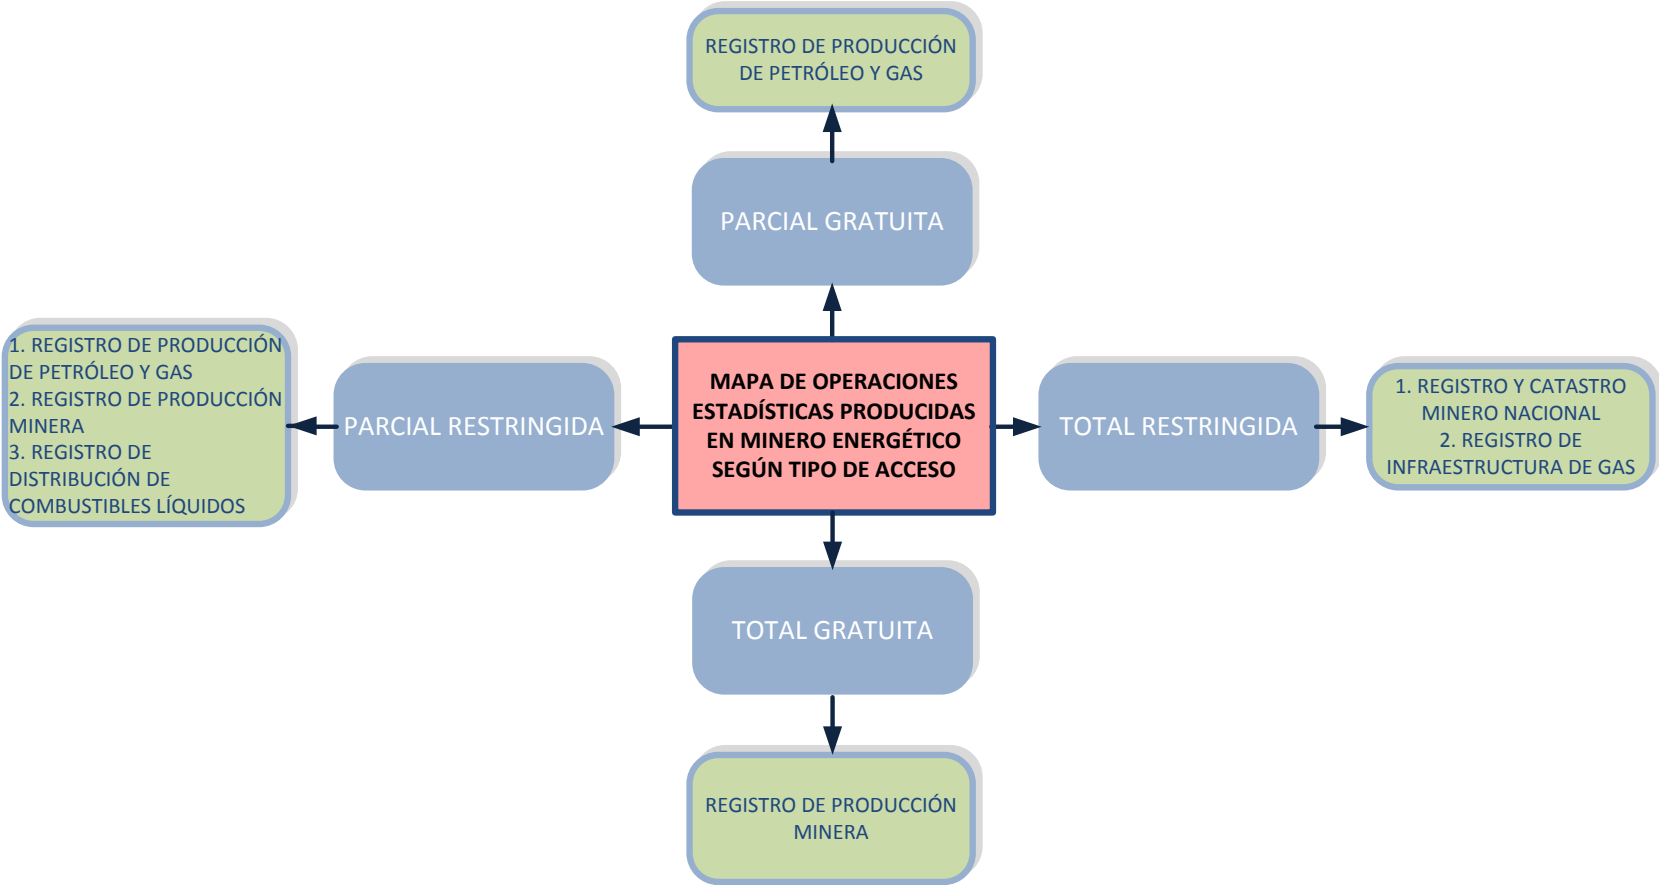 REGISTRO DE PRODUCCIÓN
DE PETRÓLEO Y GAS
PARCIAL GRATUITA
1. REGISTRO DE PRODUCCIÓN
DE PETRÓLEO Y GAS
2. REGISTRO DE PRODUCCIÓN
MINERA
3. REGISTRO DE
DISTRIBUCIÓN DE
COMBUSTIBLES LÍQUIDOS
PARCIAL RESTRINGIDA
MAPA DE OPERACIONES
ESTADÍSTICAS PRODUCIDAS
EN MINERO ENERGÉTICO
SEGÚN TIPO DE ACCESO
TOTAL RESTRINGIDA
1. REGISTRO Y CATASTRO
MINERO NACIONAL
2. REGISTRO DE
INFRAESTRUCTURA DE GAS
TOTAL GRATUITA
REGISTRO DE PRODUCCIÓN
MINERA